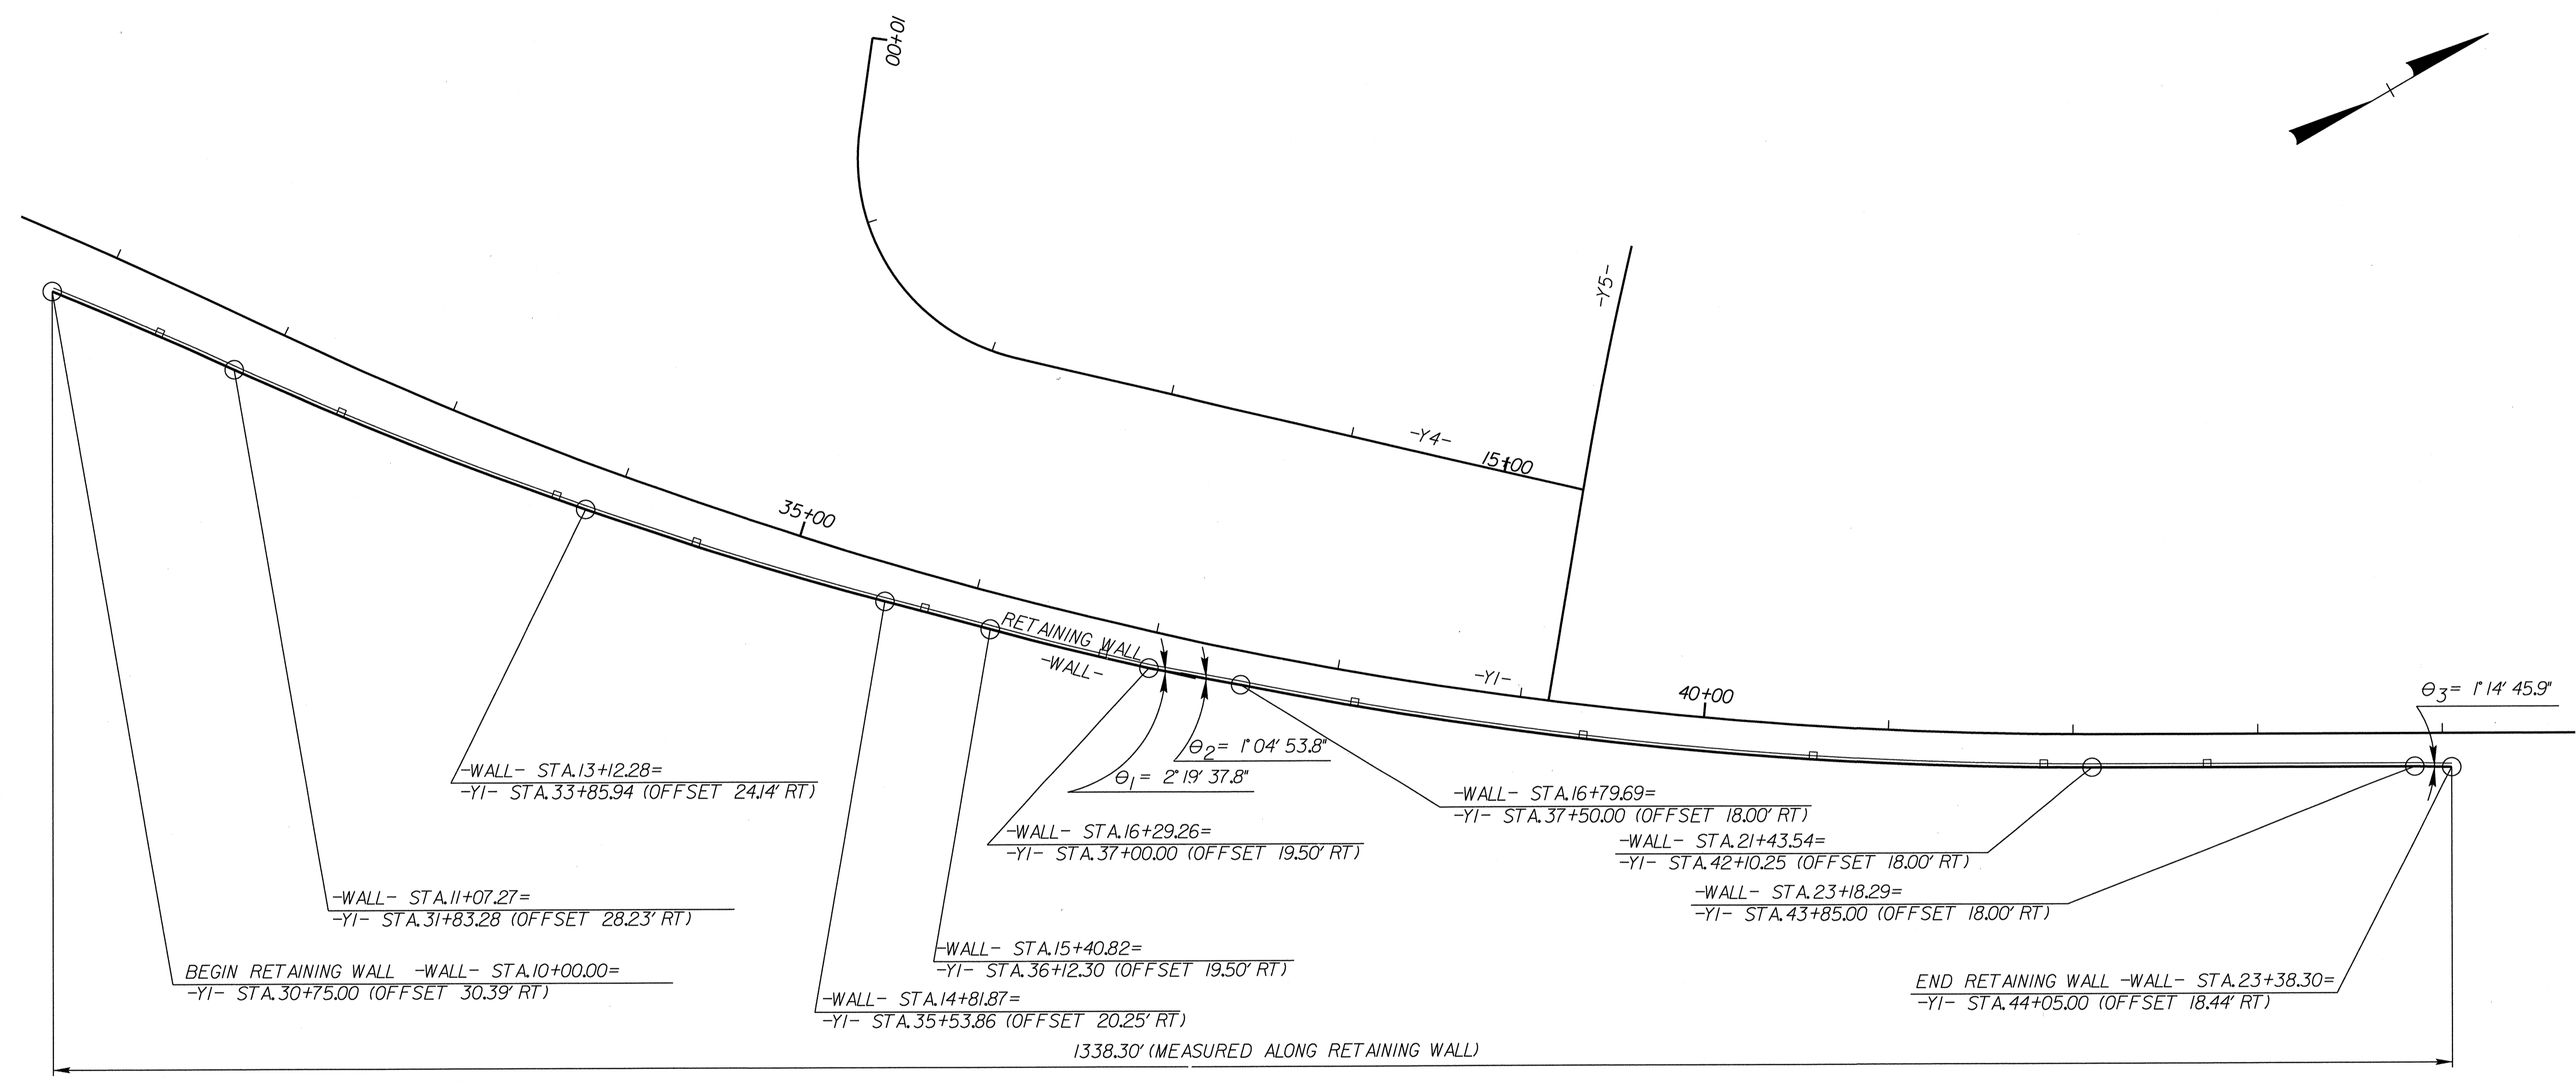 10+00
-Y5-
-Y4-
15+00
35+00
RETAINING WALL
-WALL-
-Y1-
40+00
θ3= 1°14' 45.9"
θ2= 1°04' 53.8"
θ1= 2°19' 37.8"
-WALL- STA.13+12.28=
-Y1- STA.33+85.94 (OFFSET 24.14' RT)
-WALL- STA.16+79.69=
-Y1- STA.37+50.00 (OFFSET 18.00' RT)
-WALL- STA.16+29.26=
-Y1- STA.37+00.00 (OFFSET 19.50' RT)
-WALL- STA.21+43.54=
-Y1- STA.42+10.25 (OFFSET 18.00' RT)
-WALL- STA.23+18.29=
-Y1- STA.43+85.00 (OFFSET 18.00' RT)
-WALL- STA.11+07.27=
-Y1- STA.31+83.28 (OFFSET 28.23' RT)
-WALL- STA.15+40.82=
-Y1- STA.36+12.30 (OFFSET 19.50' RT)
BEGIN RETAINING WALL -WALL- STA.10+00.00=
-Y1- STA.30+75.00 (OFFSET 30.39' RT)
END RETAINING WALL -WALL- STA.23+38.30=
-Y1- STA.44+05.00 (OFFSET 18.44' RT)
-WALL- STA.14+81.87=
-Y1- STA.35+53.86 (OFFSET 20.25' RT)
1338.30' (MEASURED ALONG RETAINING WALL)